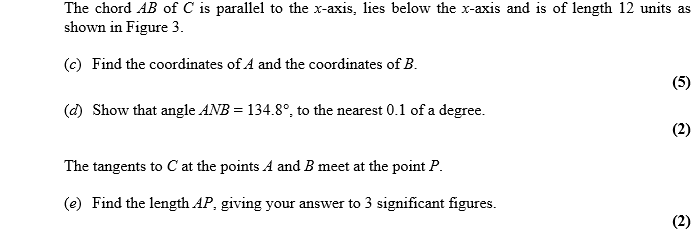 The chord AB of C is parallel to the x-axis, lies below the x-axis and is of length 12 units as
shown in Figure 3.
(c) Find the coordinates of A and the coordinates of B.
(5)
(d) Show that angle ANB = 134.8°, to the nearest 0.1 of a degree.
(2)
The tangents to C at the points A and B meet at the point P.
(e) Find the length AP, giving your answer to 3 significant figures.
(2)